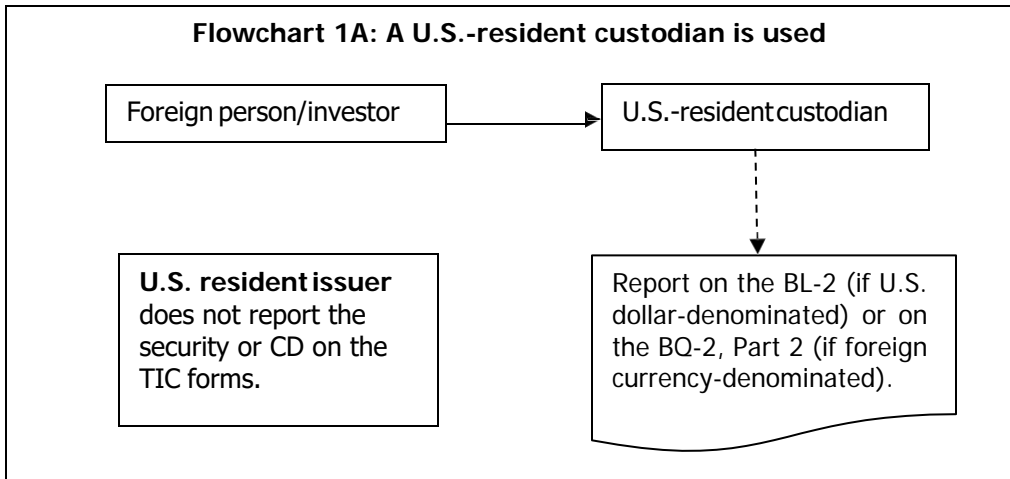 Flowchart 1A: A U.S.-resident custodian is used
Foreign person/investor
U.S.-resident custodian
U.S. resident issuer
does not report the
security or CD on the
TIC forms.
Report on the BL-2 (if U.S.
dollar-denominated) or on
the BQ-2, Part 2 (if foreign
currency-denominated).